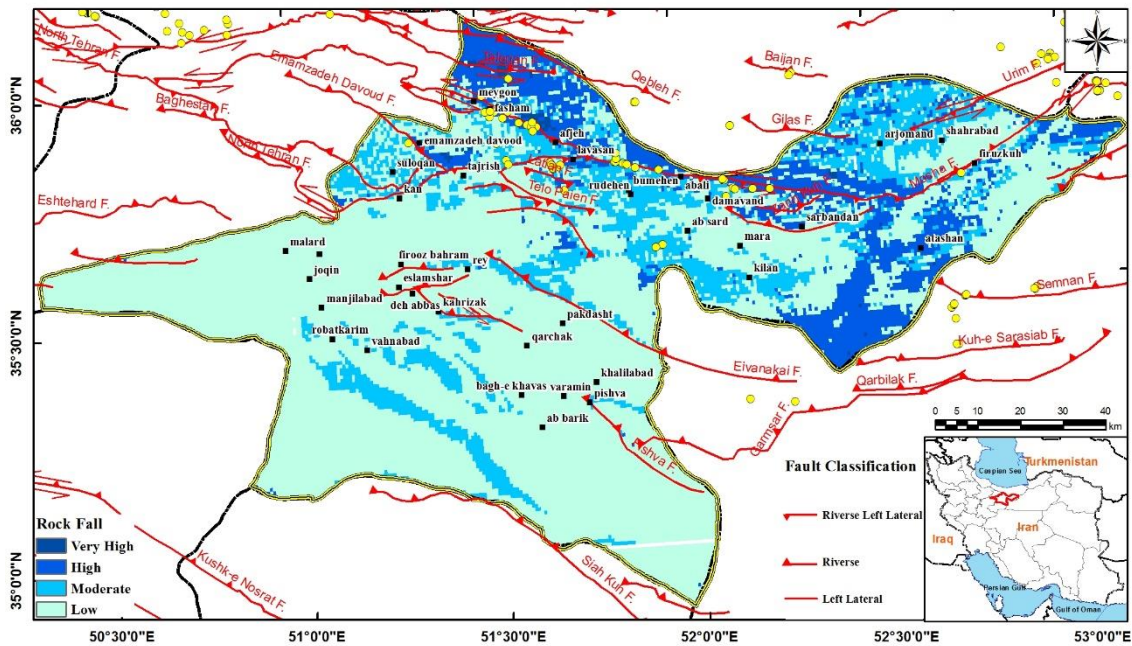 North Tehran F.
Emamzadeh Davoud F.
Baghestan F.
North Tehran F.
Eshtehard F.
Qebleh F.
Baijan F.
Gilas F.
Urim F.
Mosha F.
Telo Paien F.
Semnan F.
Kuh-e Sarasiab F.
Qarbilak F.
Garmsar F.
Eivanakai F.
Pishva F.
Siah Kuh F.
Kushk-e Nosrat F.
meygon
fasham
afjeh
lavasan
emamzadeh davood
suloqan
tajrish
kan
rudehen
bumehen
abali
damavand
arjomand
shahrabad
firuzkuh
ab sard
sarbandan
mara
kilan
atashan
malard
joqin
manjilabad
robatkarim
vahnabad
firooz bahram
rey
eslamshar
deh abbas
kahrizak
qarchak
pakdasht
khalilabad
bagh-e khavas
varamin
pishva
ab barik
36°0'0"N
35°30'0"N
35°0'0"N
50°30'0"E
51°0'0"E
51°30'0"E
52°0'0"E
52°30'0"E
53°0'0"E
Rock Fall
Very High
High
Moderate
Low
Fault Classification
Riverse Left Lateral
Riverse
Left Lateral
0 5 10 20 30 40
km
Caspian Sea
Turkmenistan
Iraq
Iran
Persian Gulf
Gulf of Oman